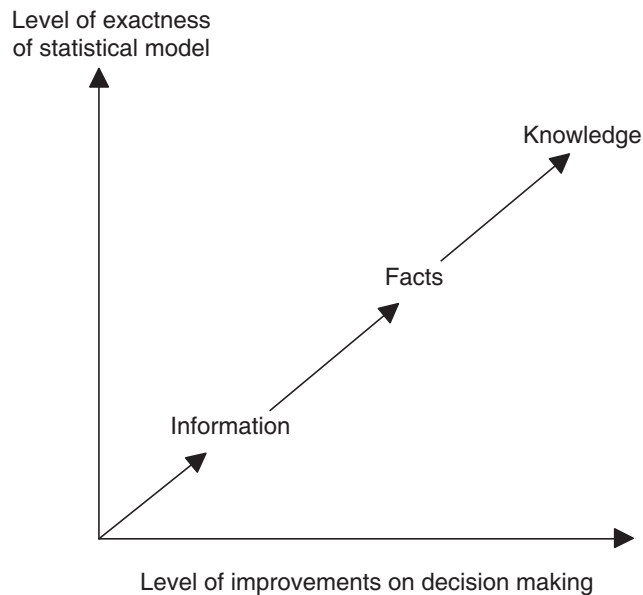 Level of exactness
of statistical model
Knowledge
Facts
Information
Level of improvements on decision making